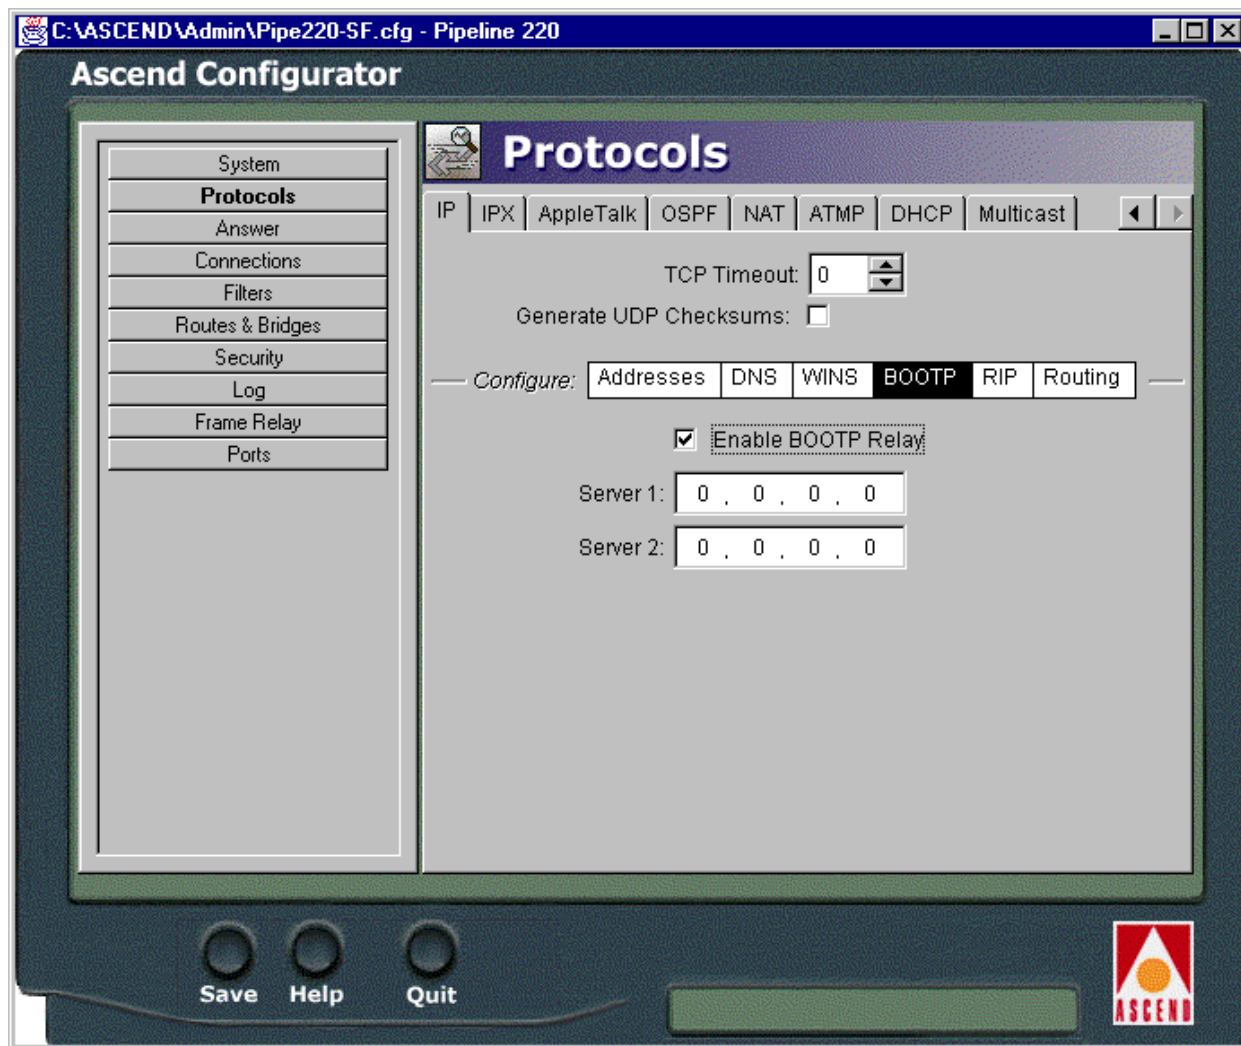 C:\ASCEND\Admin\Pipe220-SF.cfg - Pipeline 220
Ascend Configurator
System
Protocols
Answer
Connections
Filters
Routes & Bridges
Security
Log
Frame Relay
Ports
Protocols
IP IPX AppleTalk OSPF NAT ATMP DHCP Multicast
TCP Timeout: 0
Generate UDP Checksums:
Configure: Addresses DNS WINS BOOTP RIP Routing
Enable BOOTP Relay
Server 1: 0 . 0 . 0 . 0
Server 2: 0 . 0 . 0 . 0
Save Help Quit
ASCEND